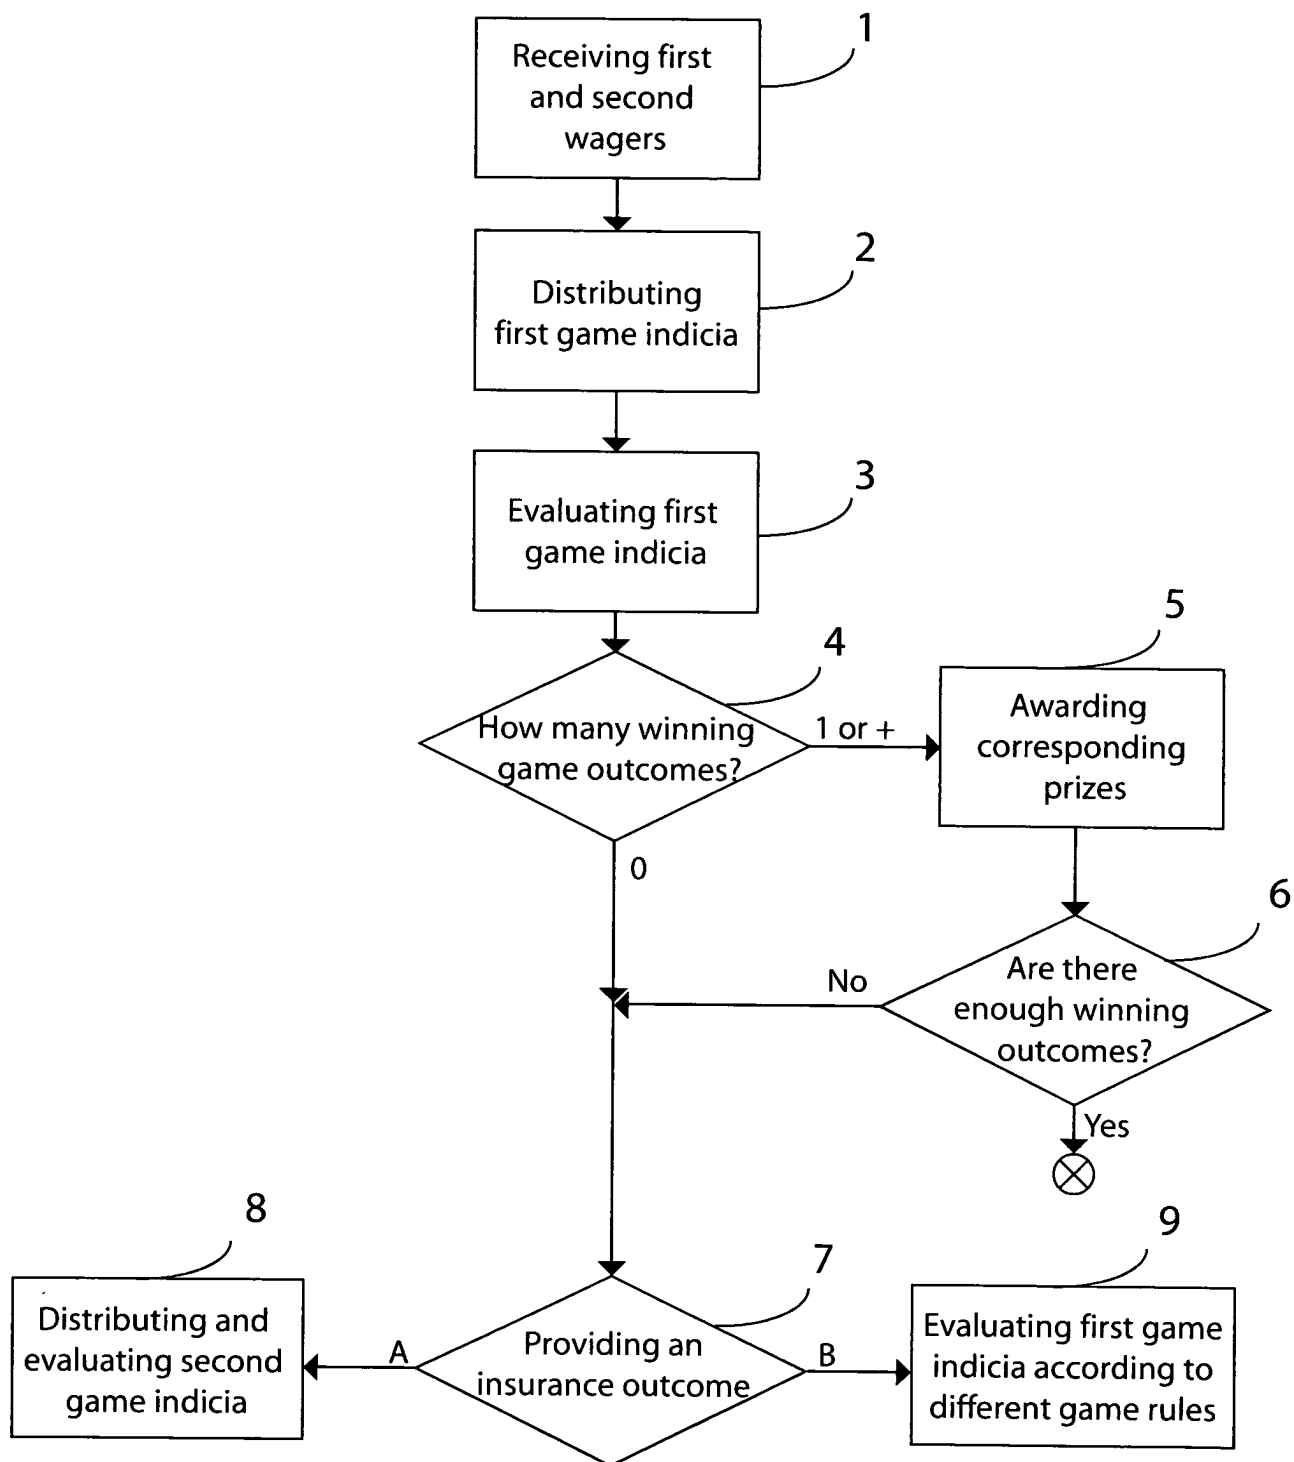 1
Receiving first
and second
wagers
2
Distributing
first game indicia
3
Evaluating first
game indicia
4
How many winning
game outcomes?
1 or +
0
5
Awarding
corresponding
prizes
6
Are there
enough winning
outcomes?
No
Yes
7
Providing an
insurance outcome
A
B
8
Distributing and
evaluating second
game indicia
9
Evaluating first game
indicia according to
different game rules